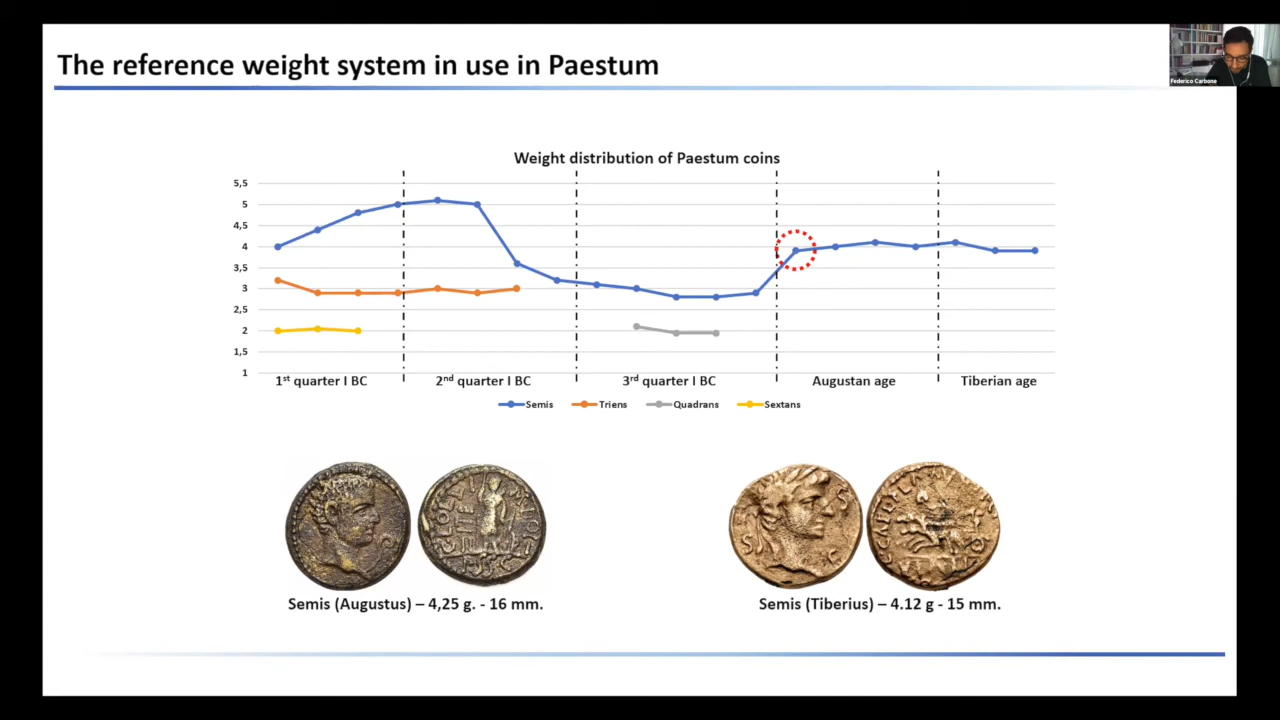 The reference weight system in use in Paestum
Federico Carbone
Weight distribution of Paestum coins
5,5
5
4,5
4
3,5
3
2,5
2
1,5
1
1st quarter I BC
2nd quarter I BC
3rd quarter I BC
Augustan age
Tiberian age
Semis
Triens
Quadrans
Sextans
Semis (Augustus) – 4,25 g. - 16 mm.
Semis (Tiberius) – 4.12 g - 15 mm.